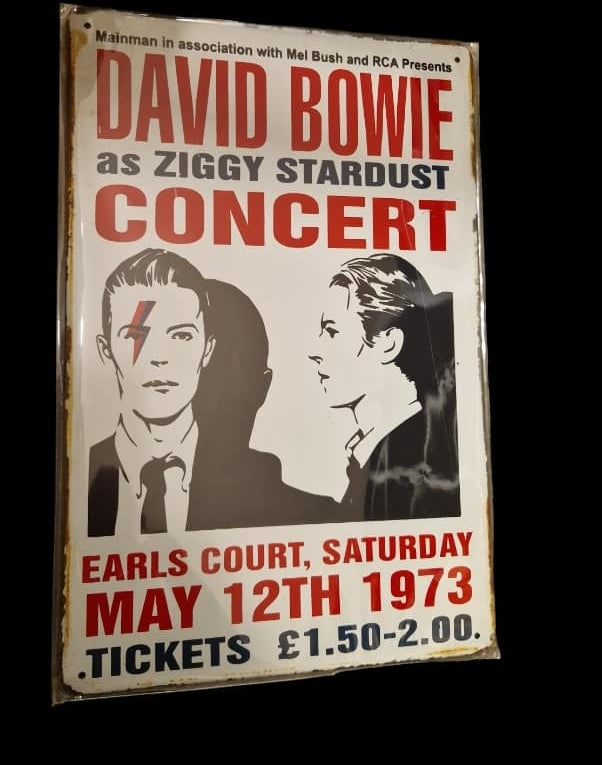 Mainman in association with Mel Bush and RCA Presents
DAVID BOWIE
as ZIGGY STARDUST
CONCERT
EARLS COURT, SATURDAY
MAY 12TH 1973
TICKETS £1.50-2.00.